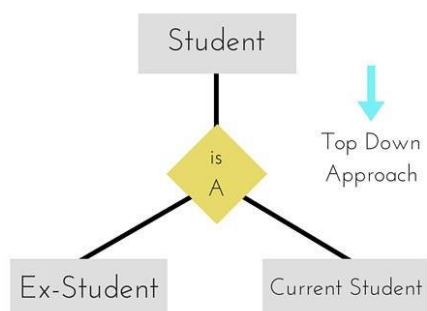 Student
Top Down
Approach
is
A
Ex-Student
Current Student